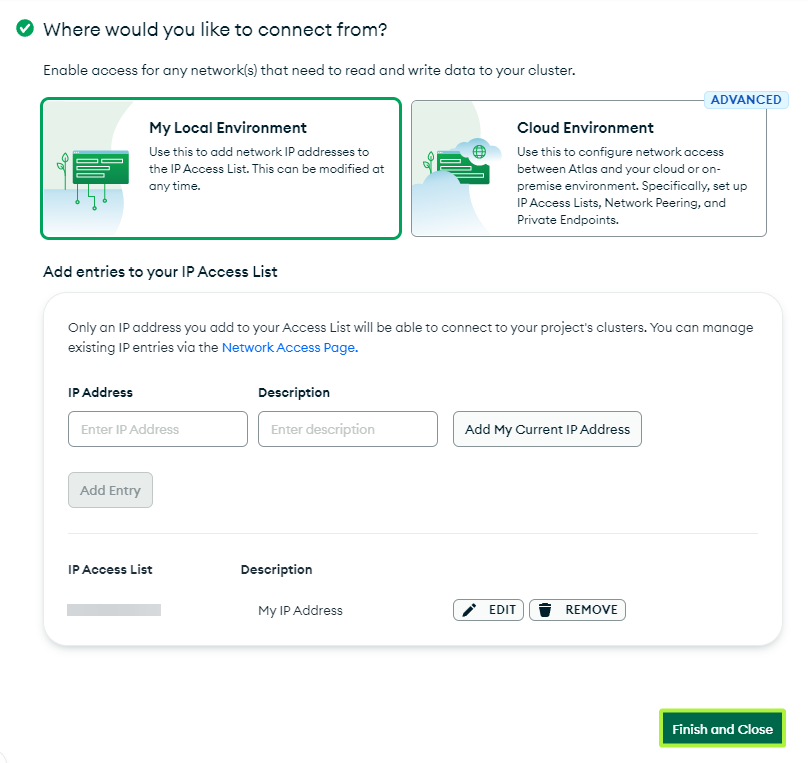 Where would you like to connect from?
Enable access for any network(s) that need to read and write data to your cluster.
ADVANCED
My Local Environment
Use this to add network IP addresses to
the IP Access List. This can be modified at
any time.
Cloud Environment
Use this to configure network access
between Atlas and your cloud or on-
premise environment. Specifically, set up
IP Access Lists, Network Peering, and
Private Endpoints.
Add entries to your IP Access List
Only an IP address you add to your Access List will be able to connect to your project's clusters. You can manage
existing IP entries via the Network Access Page.
IP Address Description
Enter IP Address Enter description Add My Current IP Address
Add Entry
IP Access List Description
My IP Address EDIT REMOVE
Finish and Close